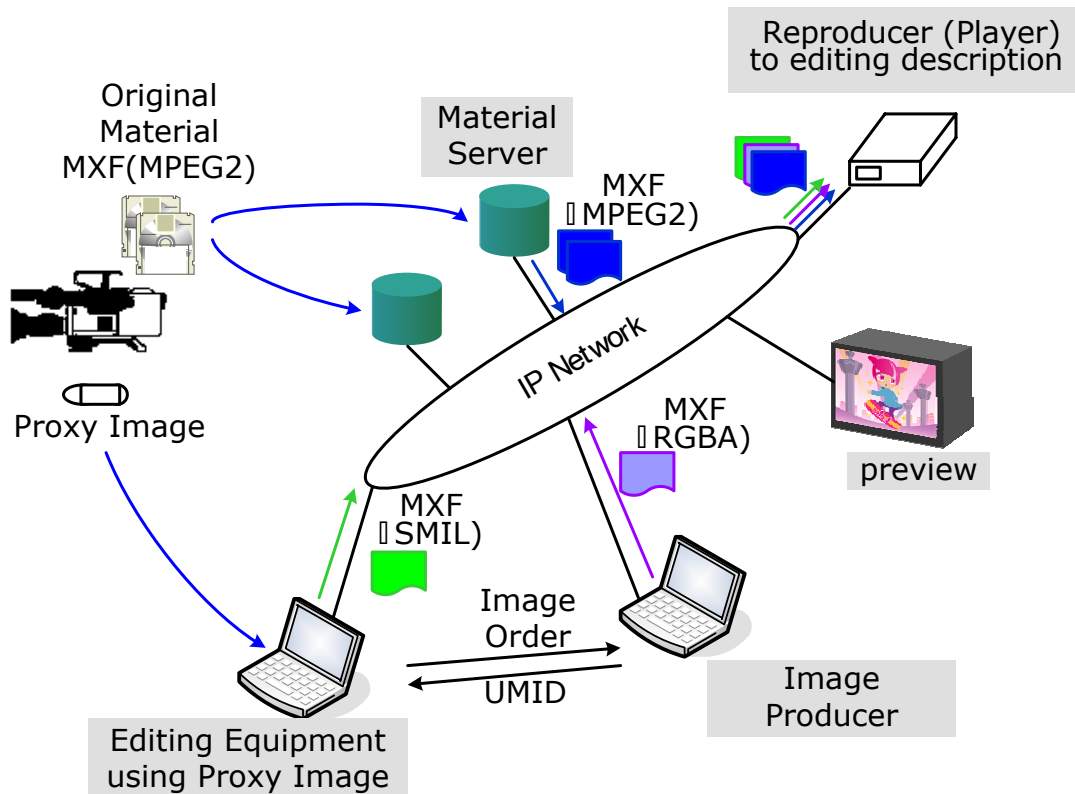 Reproducer (Player)
to editing description
Original
Material
MXF(MPEG2)
Material
Server
MXF
▯MPEG2)
IP Network
Proxy Image
MXF
▯RGBA)
preview
MXF
▯SMIL)
Image
Order
UMID
Image
Producer
Editing Equipment
using Proxy Image